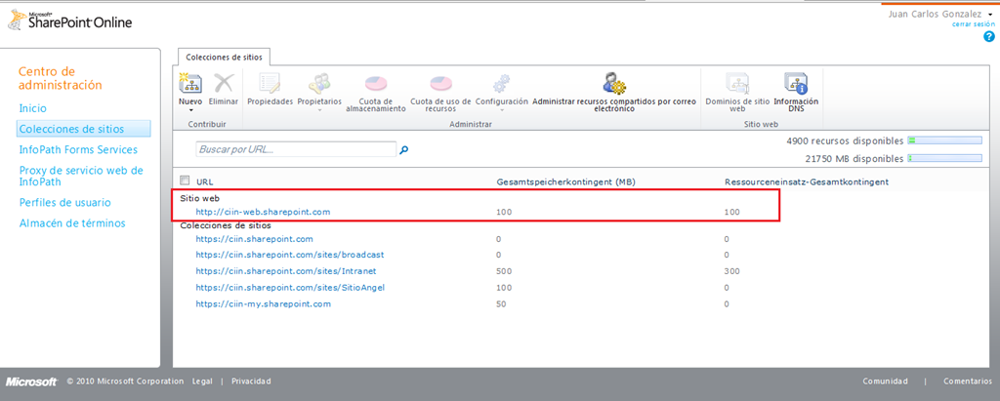 Microsoft
SharePoint Online
Juan Carlos Gonzalez
cerrar sesión
Centro de
administración
Inicio
Colecciones de sitios
InfoPath Forms Services
Proxy de servicio web de
InfoPath
Perfiles de usuario
Almacén de términos
Colecciones de sitios
Nuevo
Eliminar
Propiedades
Propietarios
Cuota de
almacenamiento
Cuota de uso de
recursos
Configuración
Administrar recursos compartidos por correo
electrónico
Dominios de sitio
web
Información
DNS
Contribuir
Administrar
Sitio web
Buscar por URL...
4900 recursos disponibles
21750 MB disponibles
URL Gesamtspeicherkontingent (MB) Ressourceneinsatz-Gesamtkontingent
Sitio web
http://ciin-web.sharepoint.com 100 100
Colecciones de sitios
https://ciin.sharepoint.com 0 0
https://ciin.sharepoint.com/sites/broadcast 0 0
https://ciin.sharepoint.com/sites/Intranet 500 300
https://ciin.sharepoint.com/sites/SitioAngel 100 0
https://ciin-my.sharepoint.com 50 0
Microsoft © 2010 Microsoft Corporation Legal | Privacidad
Comunidad | Comentarios